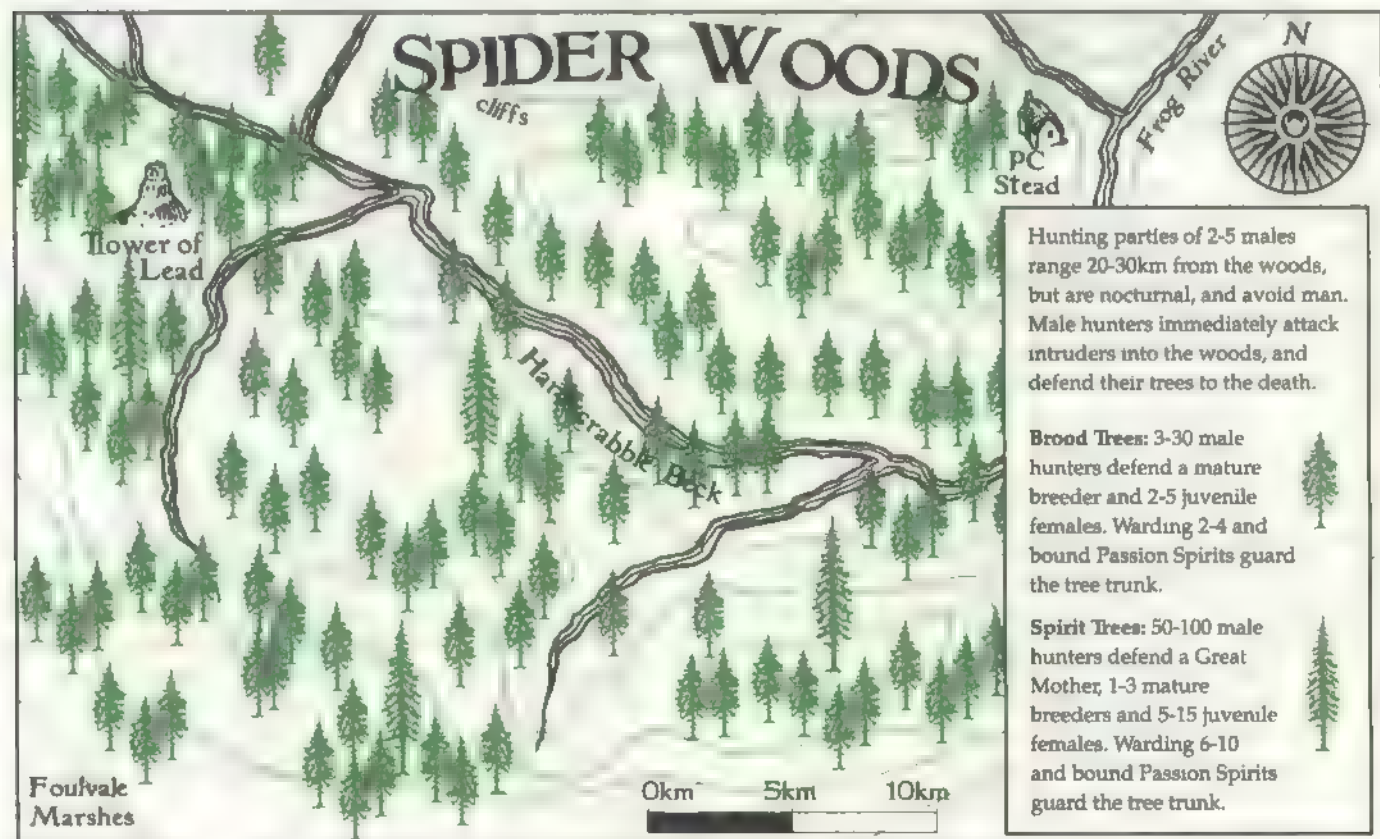 SPIDER WOODS
cliffs
N
Frog River
PC
Stead
Tower of
Lead
Hardscrabble Beck
Hunting parties of 2-5 males
range 20-30km from the woods,
but are nocturnal, and avoid man.
Male hunters immediately attack
intruders into the woods, and
defend their trees to the death.
Brood Trees: 3-30 male
hunters defend a mature
breeder and 2-5 juvenile
females. Warding 2-4 and
bound Passion Spirits guard
the tree trunk.
Spirit Trees: 50-100 male
hunters defend a Great
Mother, 1-3 mature
breeders and 5-15 juvenile
females. Warding 6-10
and bound Passion Spirits
guard the tree trunk.
Foulvale
Marshes
0km 5km 10km